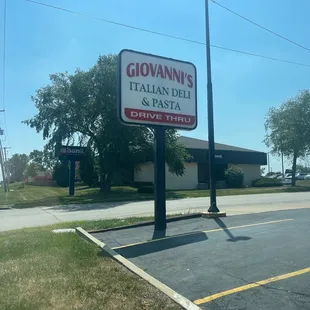 GIOVANNI'S
ITALIAN DELI
& PASTA
DRIVE THRU